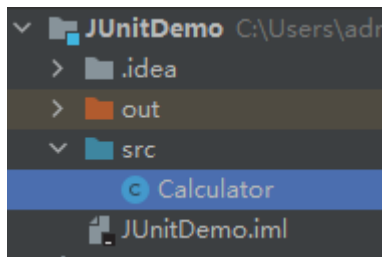 JUnitDemo C:\Users\adr
.idea
out
src
Calculator
JUnitDemo.iml